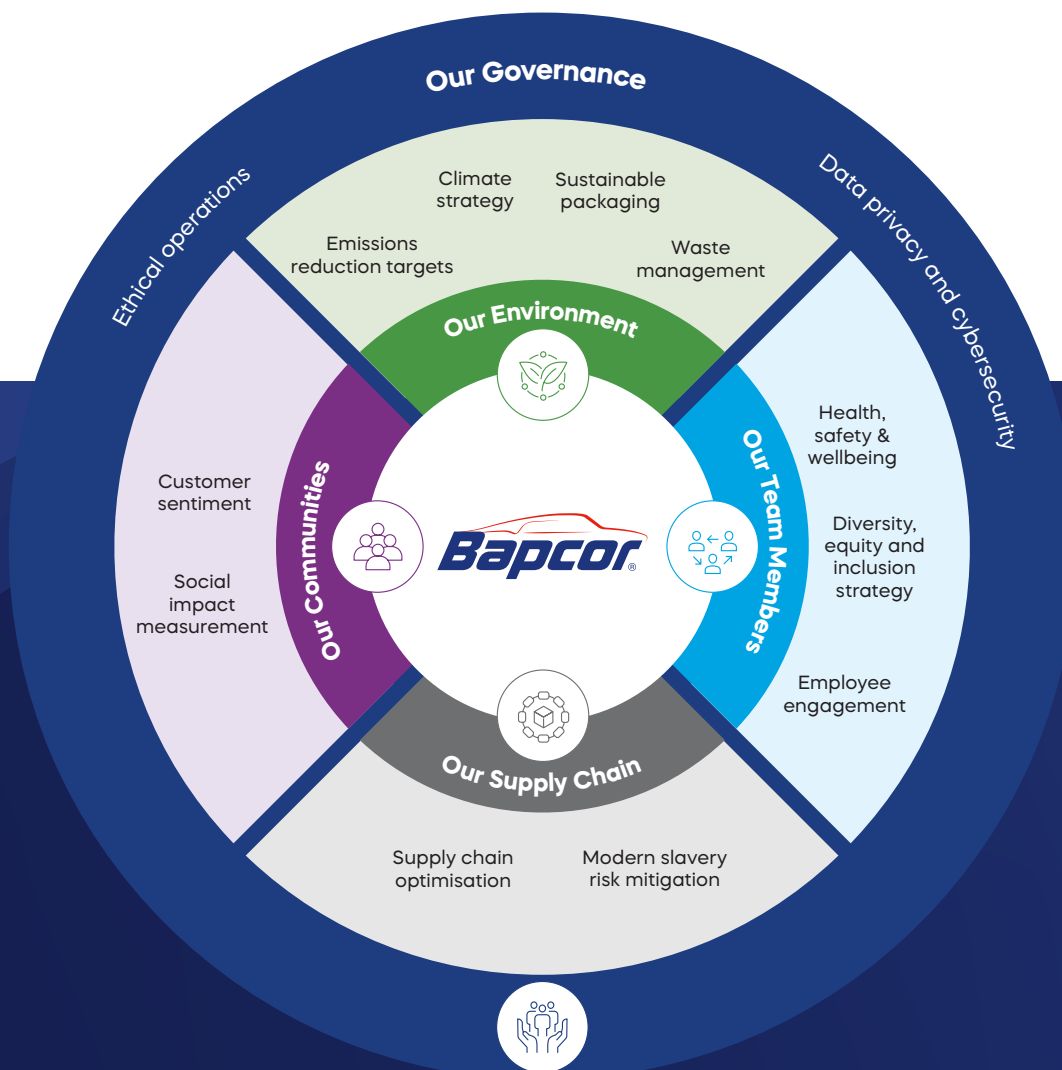 Our Governance
Ethical operations
Data privacy and cybersecurity
Climate
strategy
Sustainable
packaging
Emissions
reduction targets
Waste
management
Our Environment
Our Communities
Customer
sentiment
Social
impact
measurement
Bapcor®
Our Team Members
Health,
safety &
wellbeing
Diversity,
equity and
inclusion
strategy
Employee
engagement
Our Supply Chain
Supply chain
optimisation
Modern slavery
risk mitigation